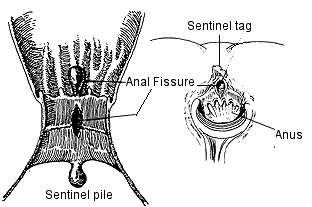 Sentinel tag
Anal Fissure
Anus
Sentinel pile